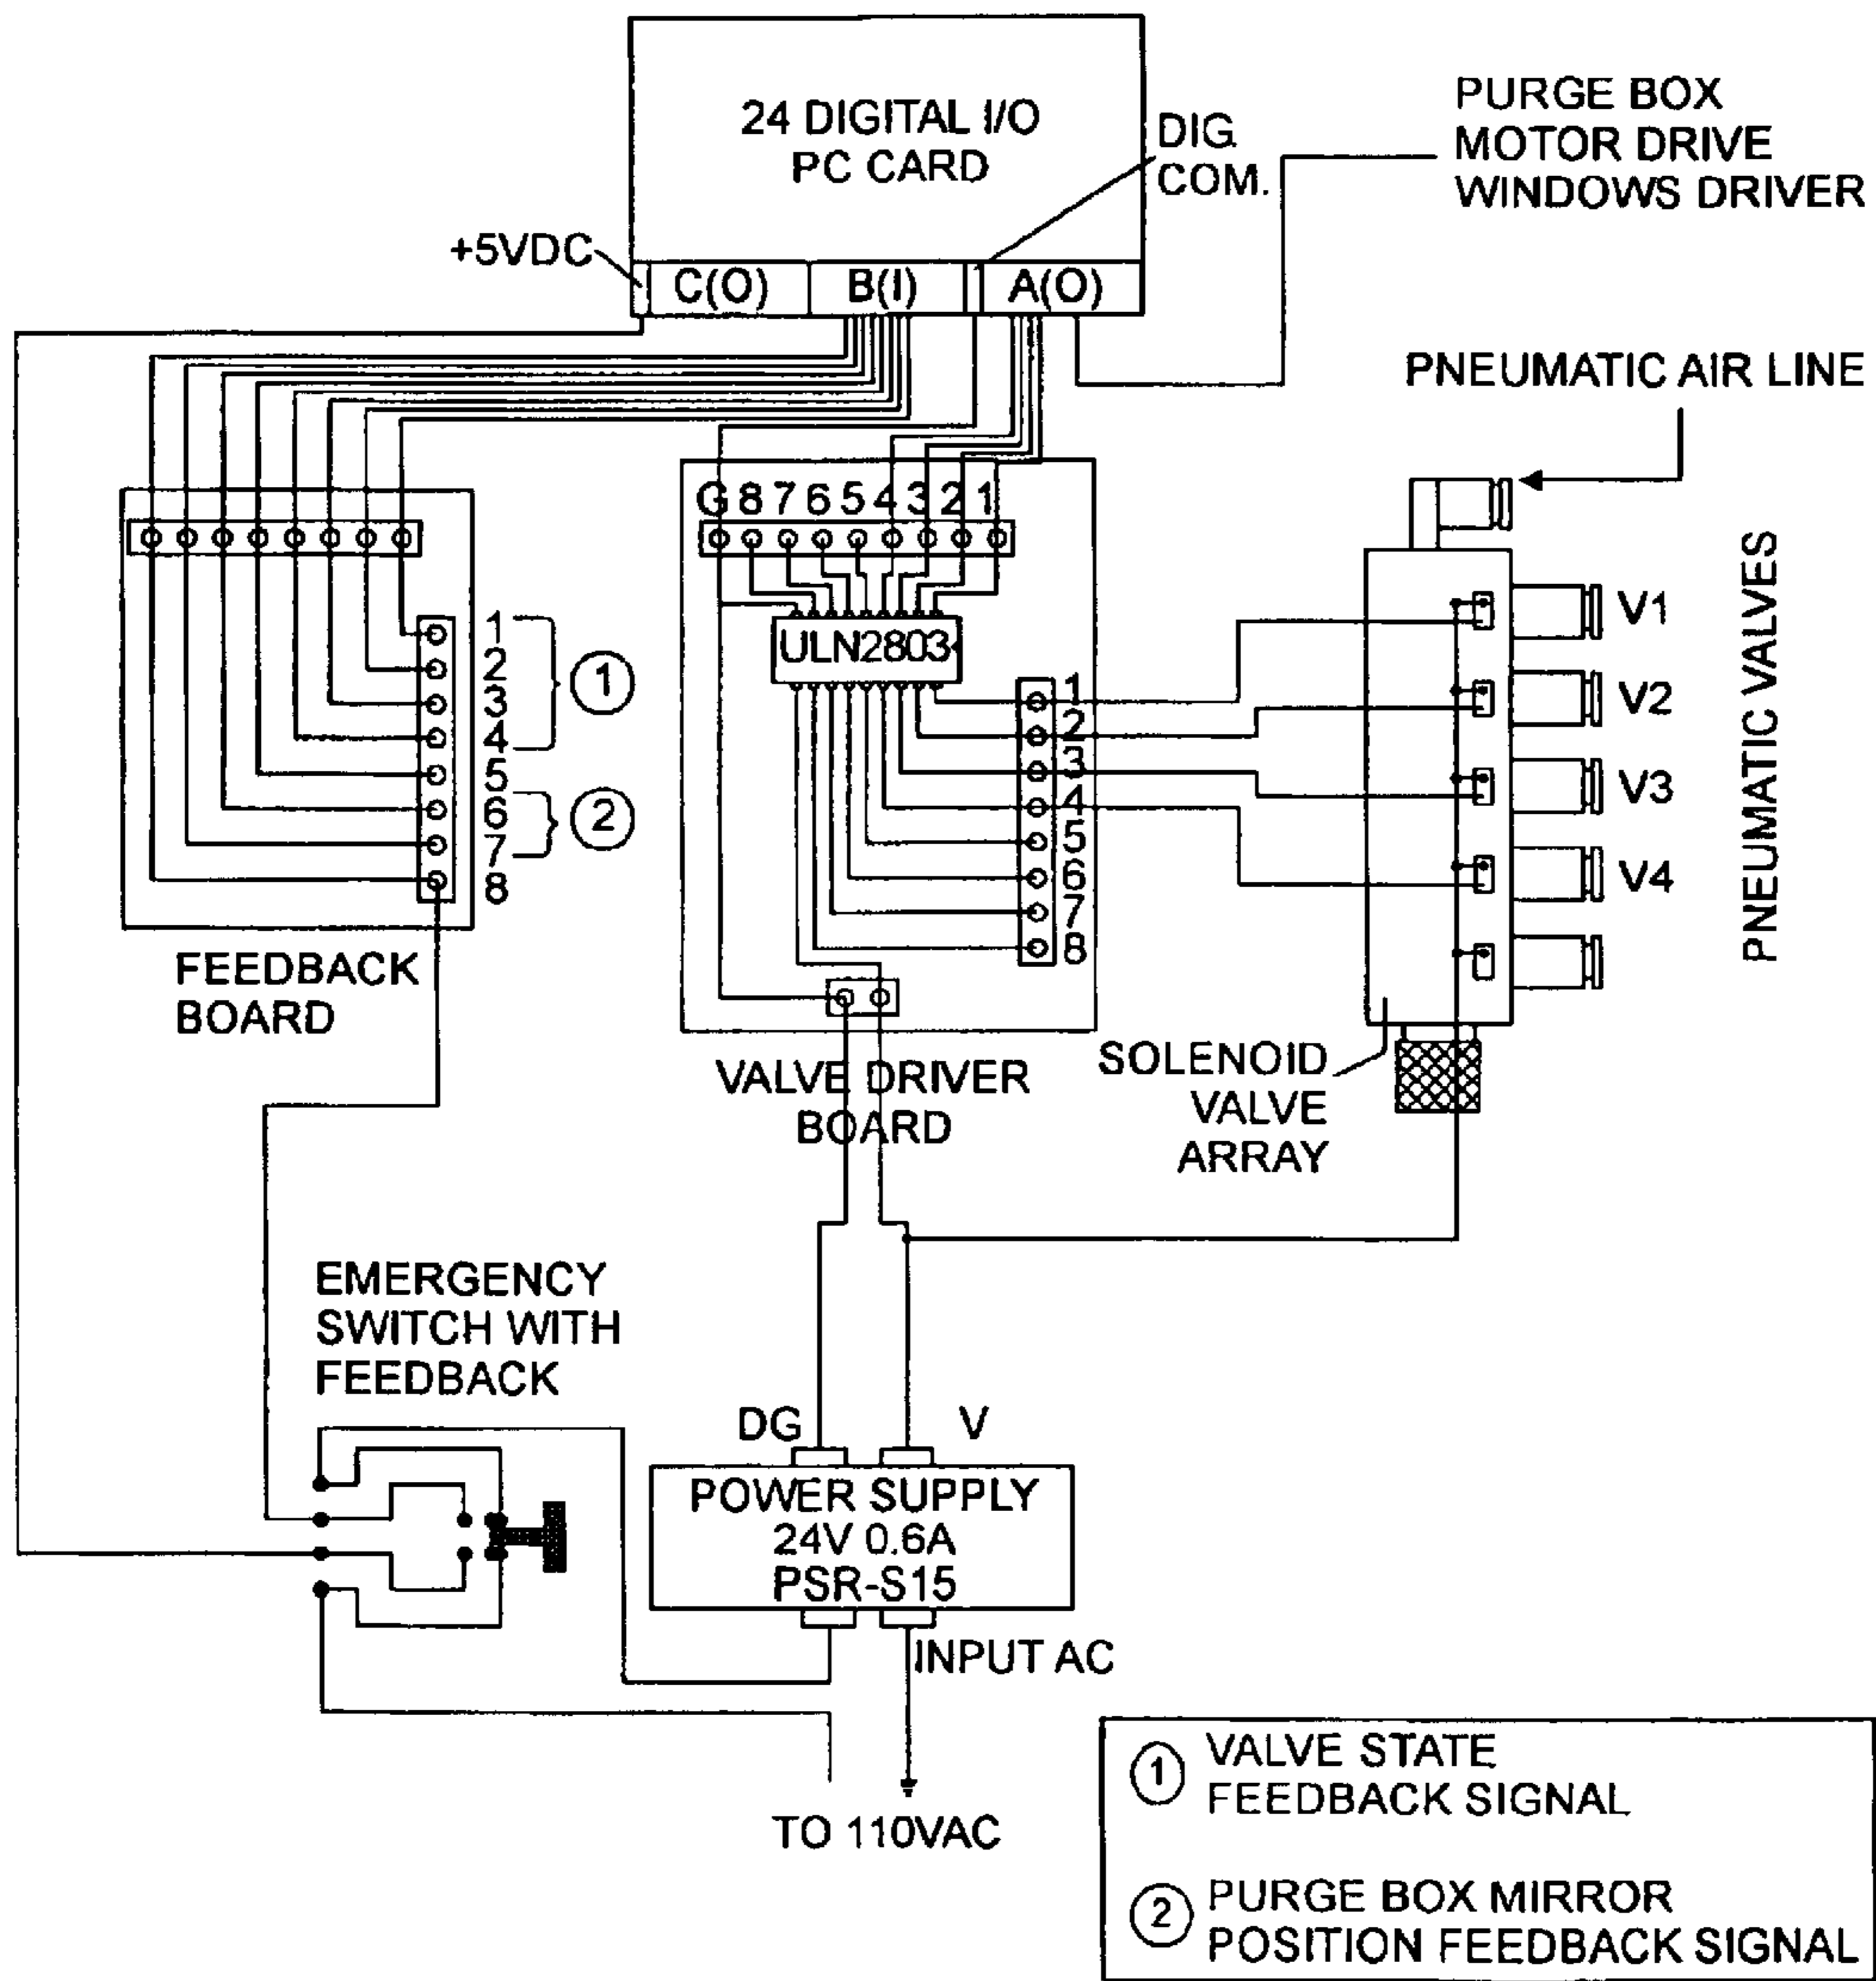 24 DIGITAL I/O
PC CARD
DIG.
COM.
PURGE BOX
MOTOR DRIVE
WINDOWS DRIVER
+5VDC
C(O)
B(I)
A(O)
PNEUMATIC AIR LINE
G 8 7 6 5 4 3 2 1
ULN2803
1
2
3
4
5
6
7
8
1
2
FEEDBACK
BOARD
1
2
3
4
5
6
7
8
VALVE DRIVER
BOARD
V1
V2
V3
V4
PNEUMATIC VALVES
SOLENOID
VALVE
ARRAY
EMERGENCY
SWITCH WITH
FEEDBACK
DG
V
POWER SUPPLY
24V 0.6A
PSR-S15
INPUT AC
TO 110VAC
1 VALVE STATE
FEEDBACK SIGNAL
2 PURGE BOX MIRROR
POSITION FEEDBACK SIGNAL